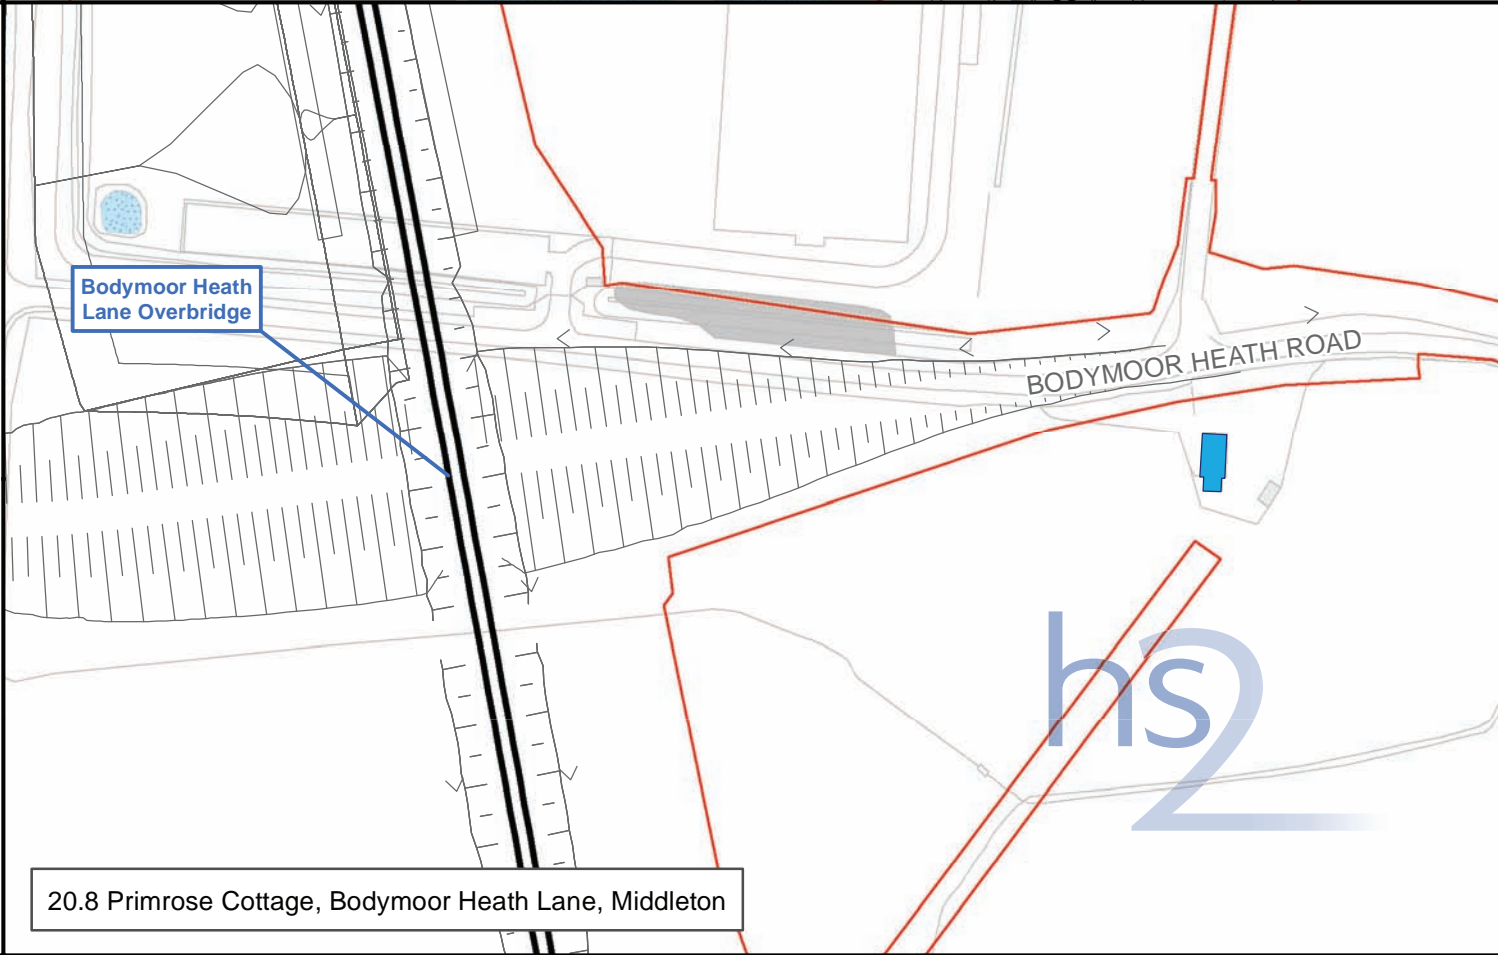 Bodymoor Heath
Lane Overbridge
BODYMOOR HEATH ROAD
hs2
20.8 Primrose Cottage, Bodymoor Heath Lane, Middleton